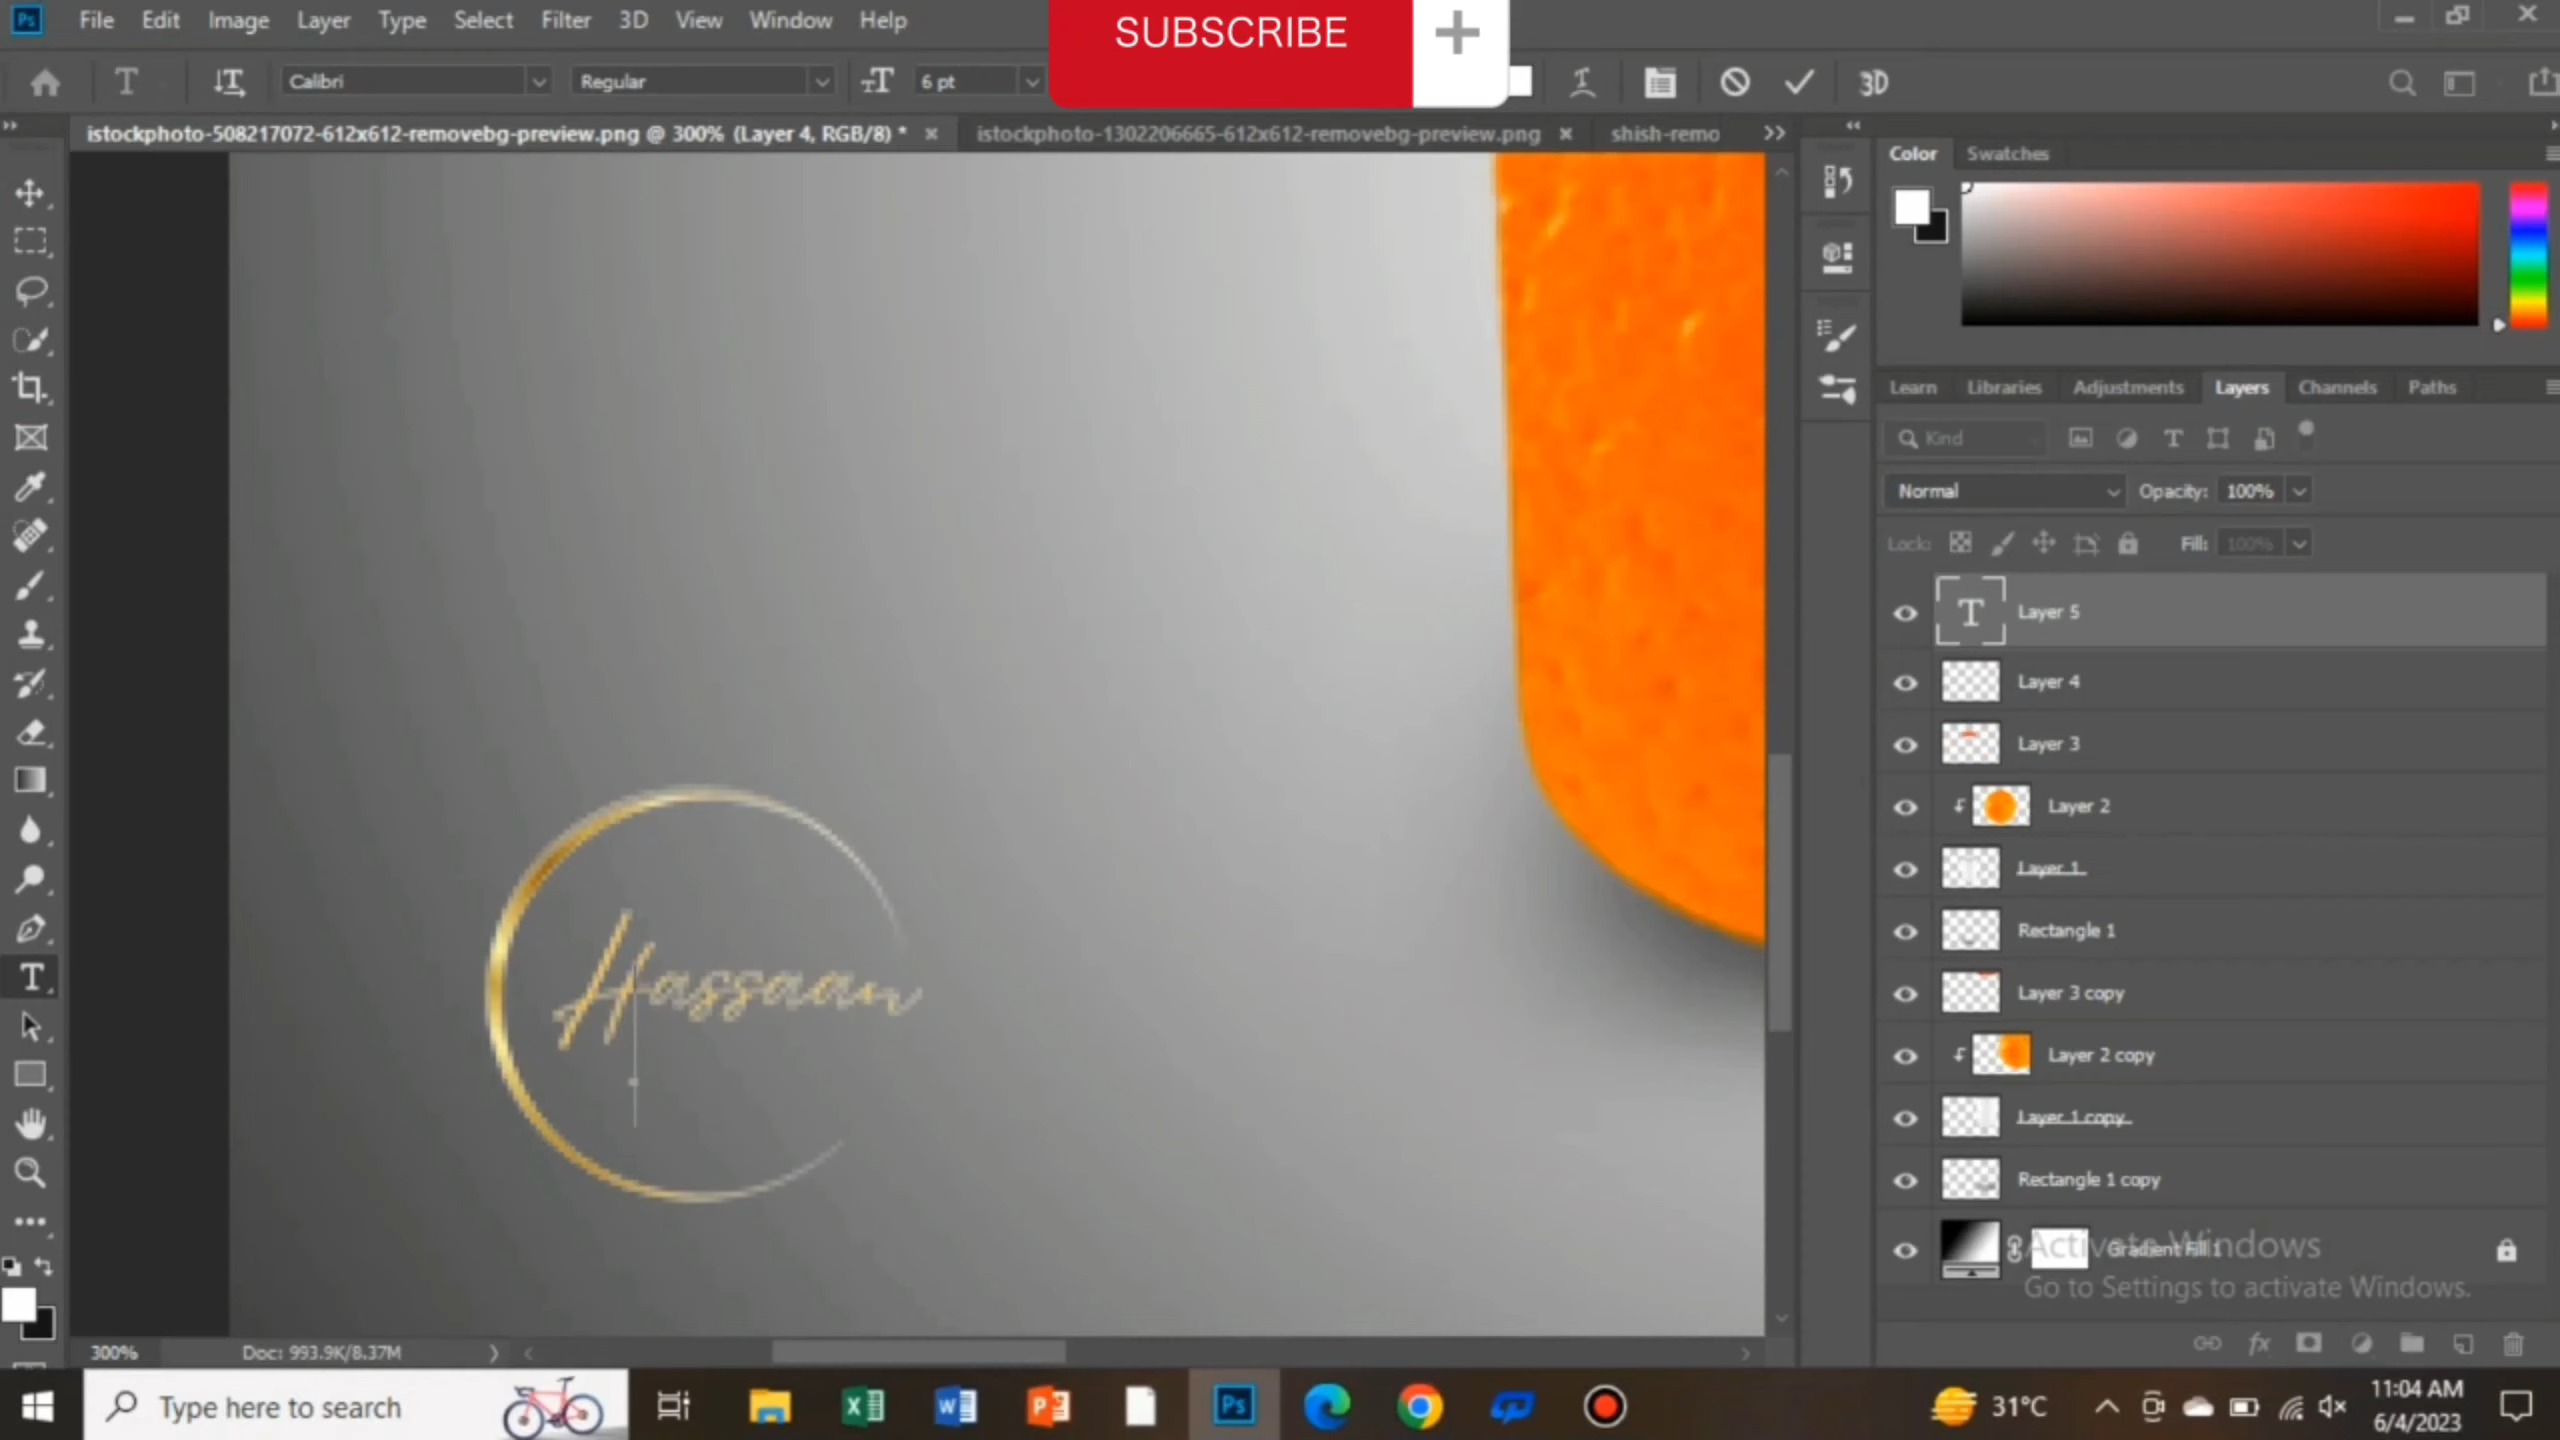 Ps File Edit Image Layer Type Select Filter 3D View Window Help
SUBSCRIBE +
T Calibri Regular 6 pt 3D
istockphoto-508217072-612x612-removebg-preview.png @ 300% (Layer 4, RGB/8) *
istockphoto-1302206665-612x612-removebg-preview.png
shish-remo
Color Swatches
Learn Libraries Adjustments Layers Channels Paths
Kind
Normal Opacity: 100%
Lock: Fill: 100%
T Layer 5
Layer 4
Layer 3
Layer 2
Layer 1
Rectangle 1
Layer 3 copy
Layer 2 copy
Layer 1 copy
Rectangle 1 copy
Gradient Fill 1
Hassaan
Activate Windows
Go to Settings to activate Windows.
300% Doc: 993.9K/8.37M
Type here to search
Ps
31°C
11:04 AM
6/4/2023